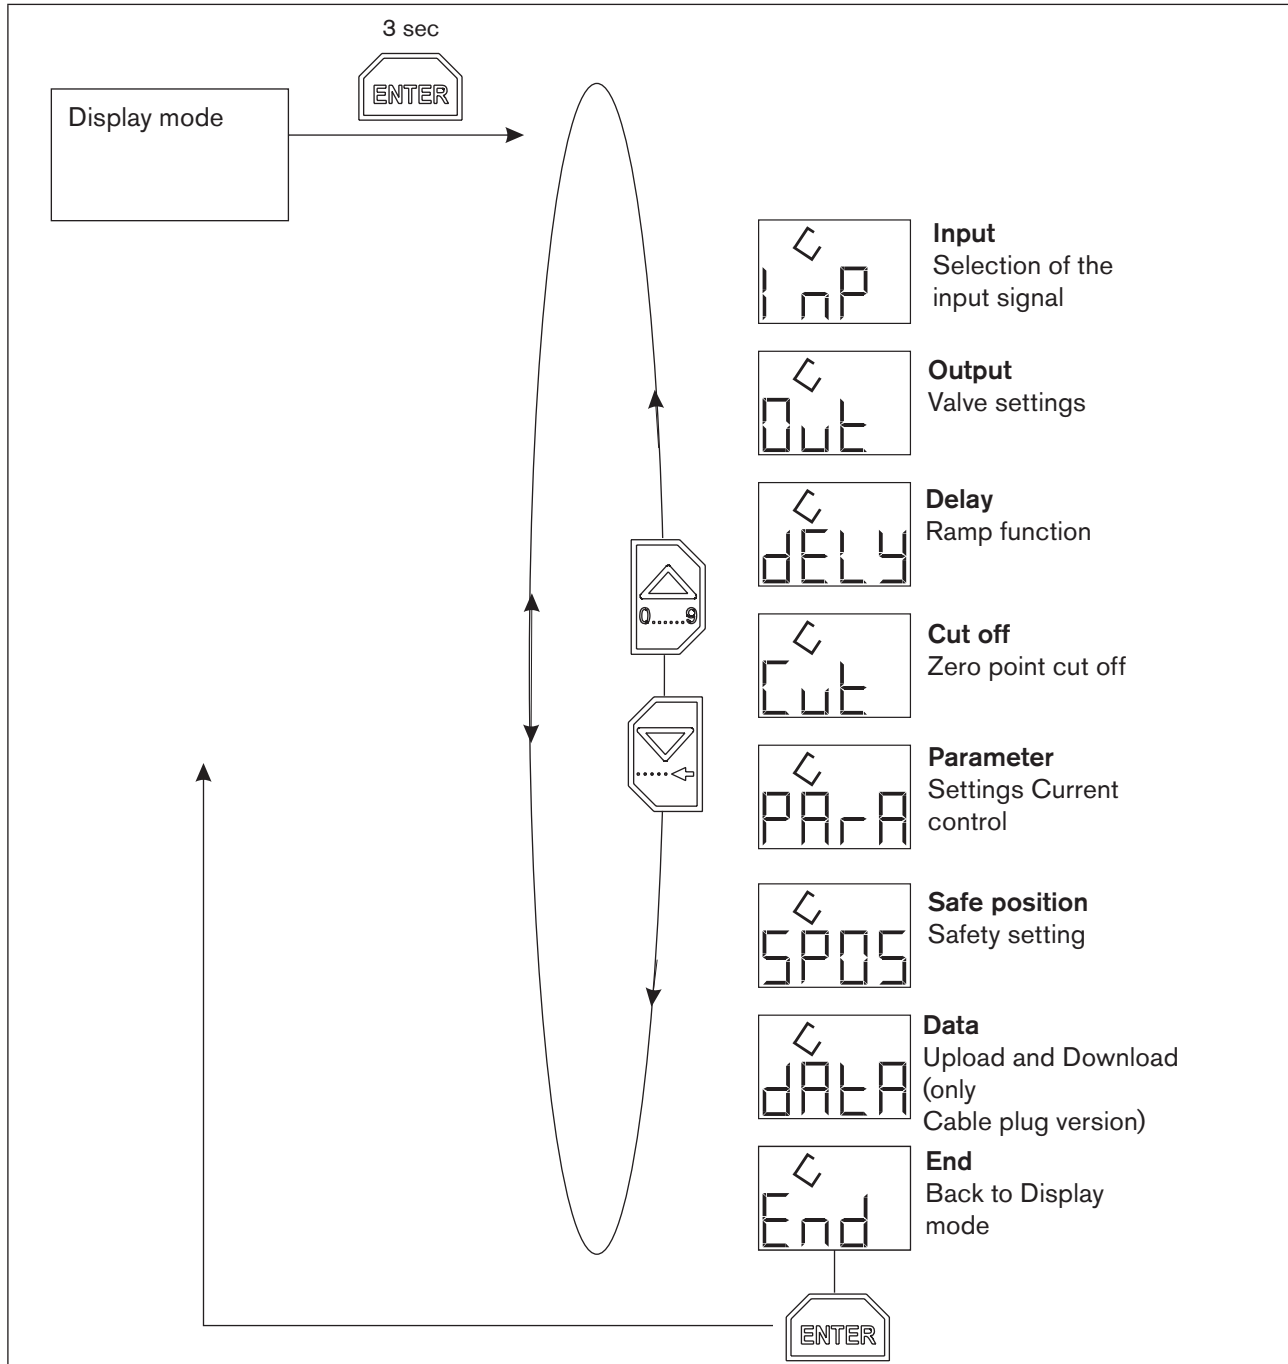 3 sec
ENTER
Display mode
InP
Input
Selection of the
input signal
Out
Output
Valve settings
dELY
Delay
Ramp function
0......9
Cut
Cut off
Zero point cut off
PArA
Parameter
Settings Current
control
SPOS
Safe position
Safety setting
dAtA
Data
Upload and Download
(only
Cable plug version)
End
End
Back to Display
mode
ENTER